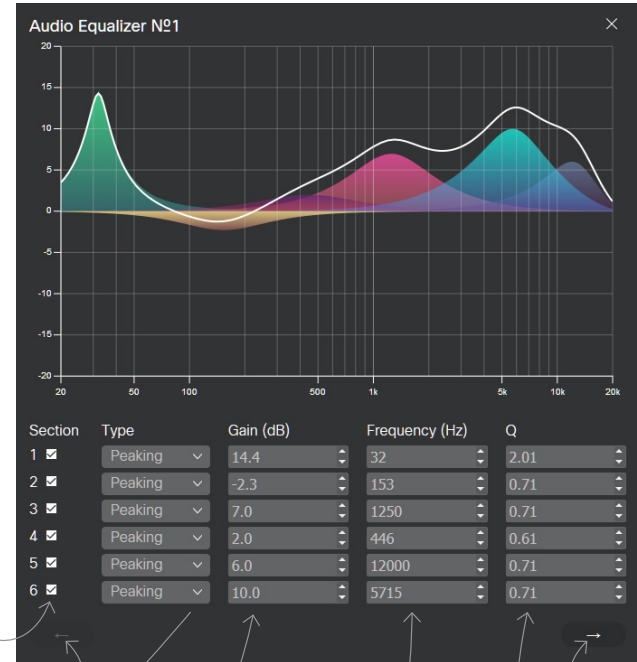 Audio Equalizer №1
20
15
10
5
0
-5
-10
-15
-20
20 50 100 500 1k 5k 10k 20k
Section Type Gain (dB) Frequency (Hz) Q
1 Peaking 14.4 32 2.01
2 Peaking -2.3 153 0.71
3 Peaking 7.0 1250 0.71
4 Peaking 2.0 446 0.61
5 Peaking 6.0 12000 0.71
6 Peaking 10.0 5715 0.71
← →